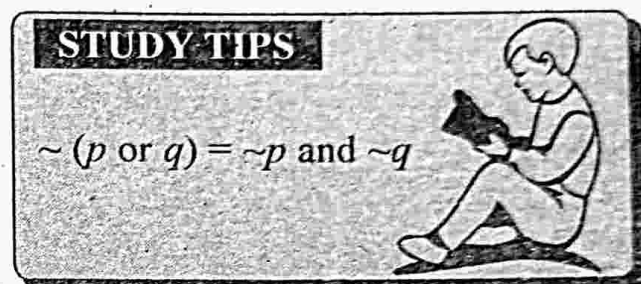 STUDY TIPS
~ (p or q) = ~p and ~q